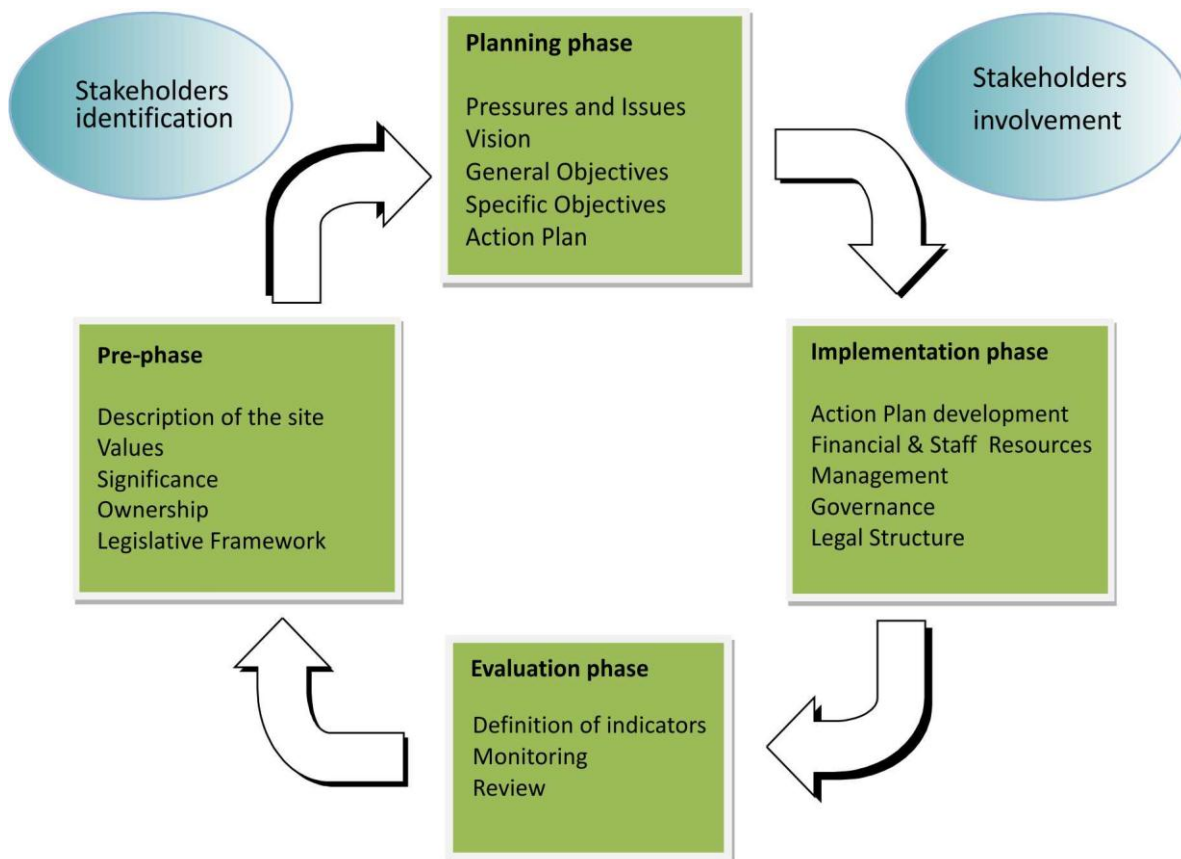 Stakeholders
identification
Planning phase
Pressures and Issues
Vision
General Objectives
Specific Objectives
Action Plan
Stakeholders
involvement
Pre-phase
Description of the site
Values
Significance
Ownership
Legislative Framework
Implementation phase
Action Plan development
Financial & Staff Resources
Management
Governance
Legal Structure
Evaluation phase
Definition of indicators
Monitoring
Review